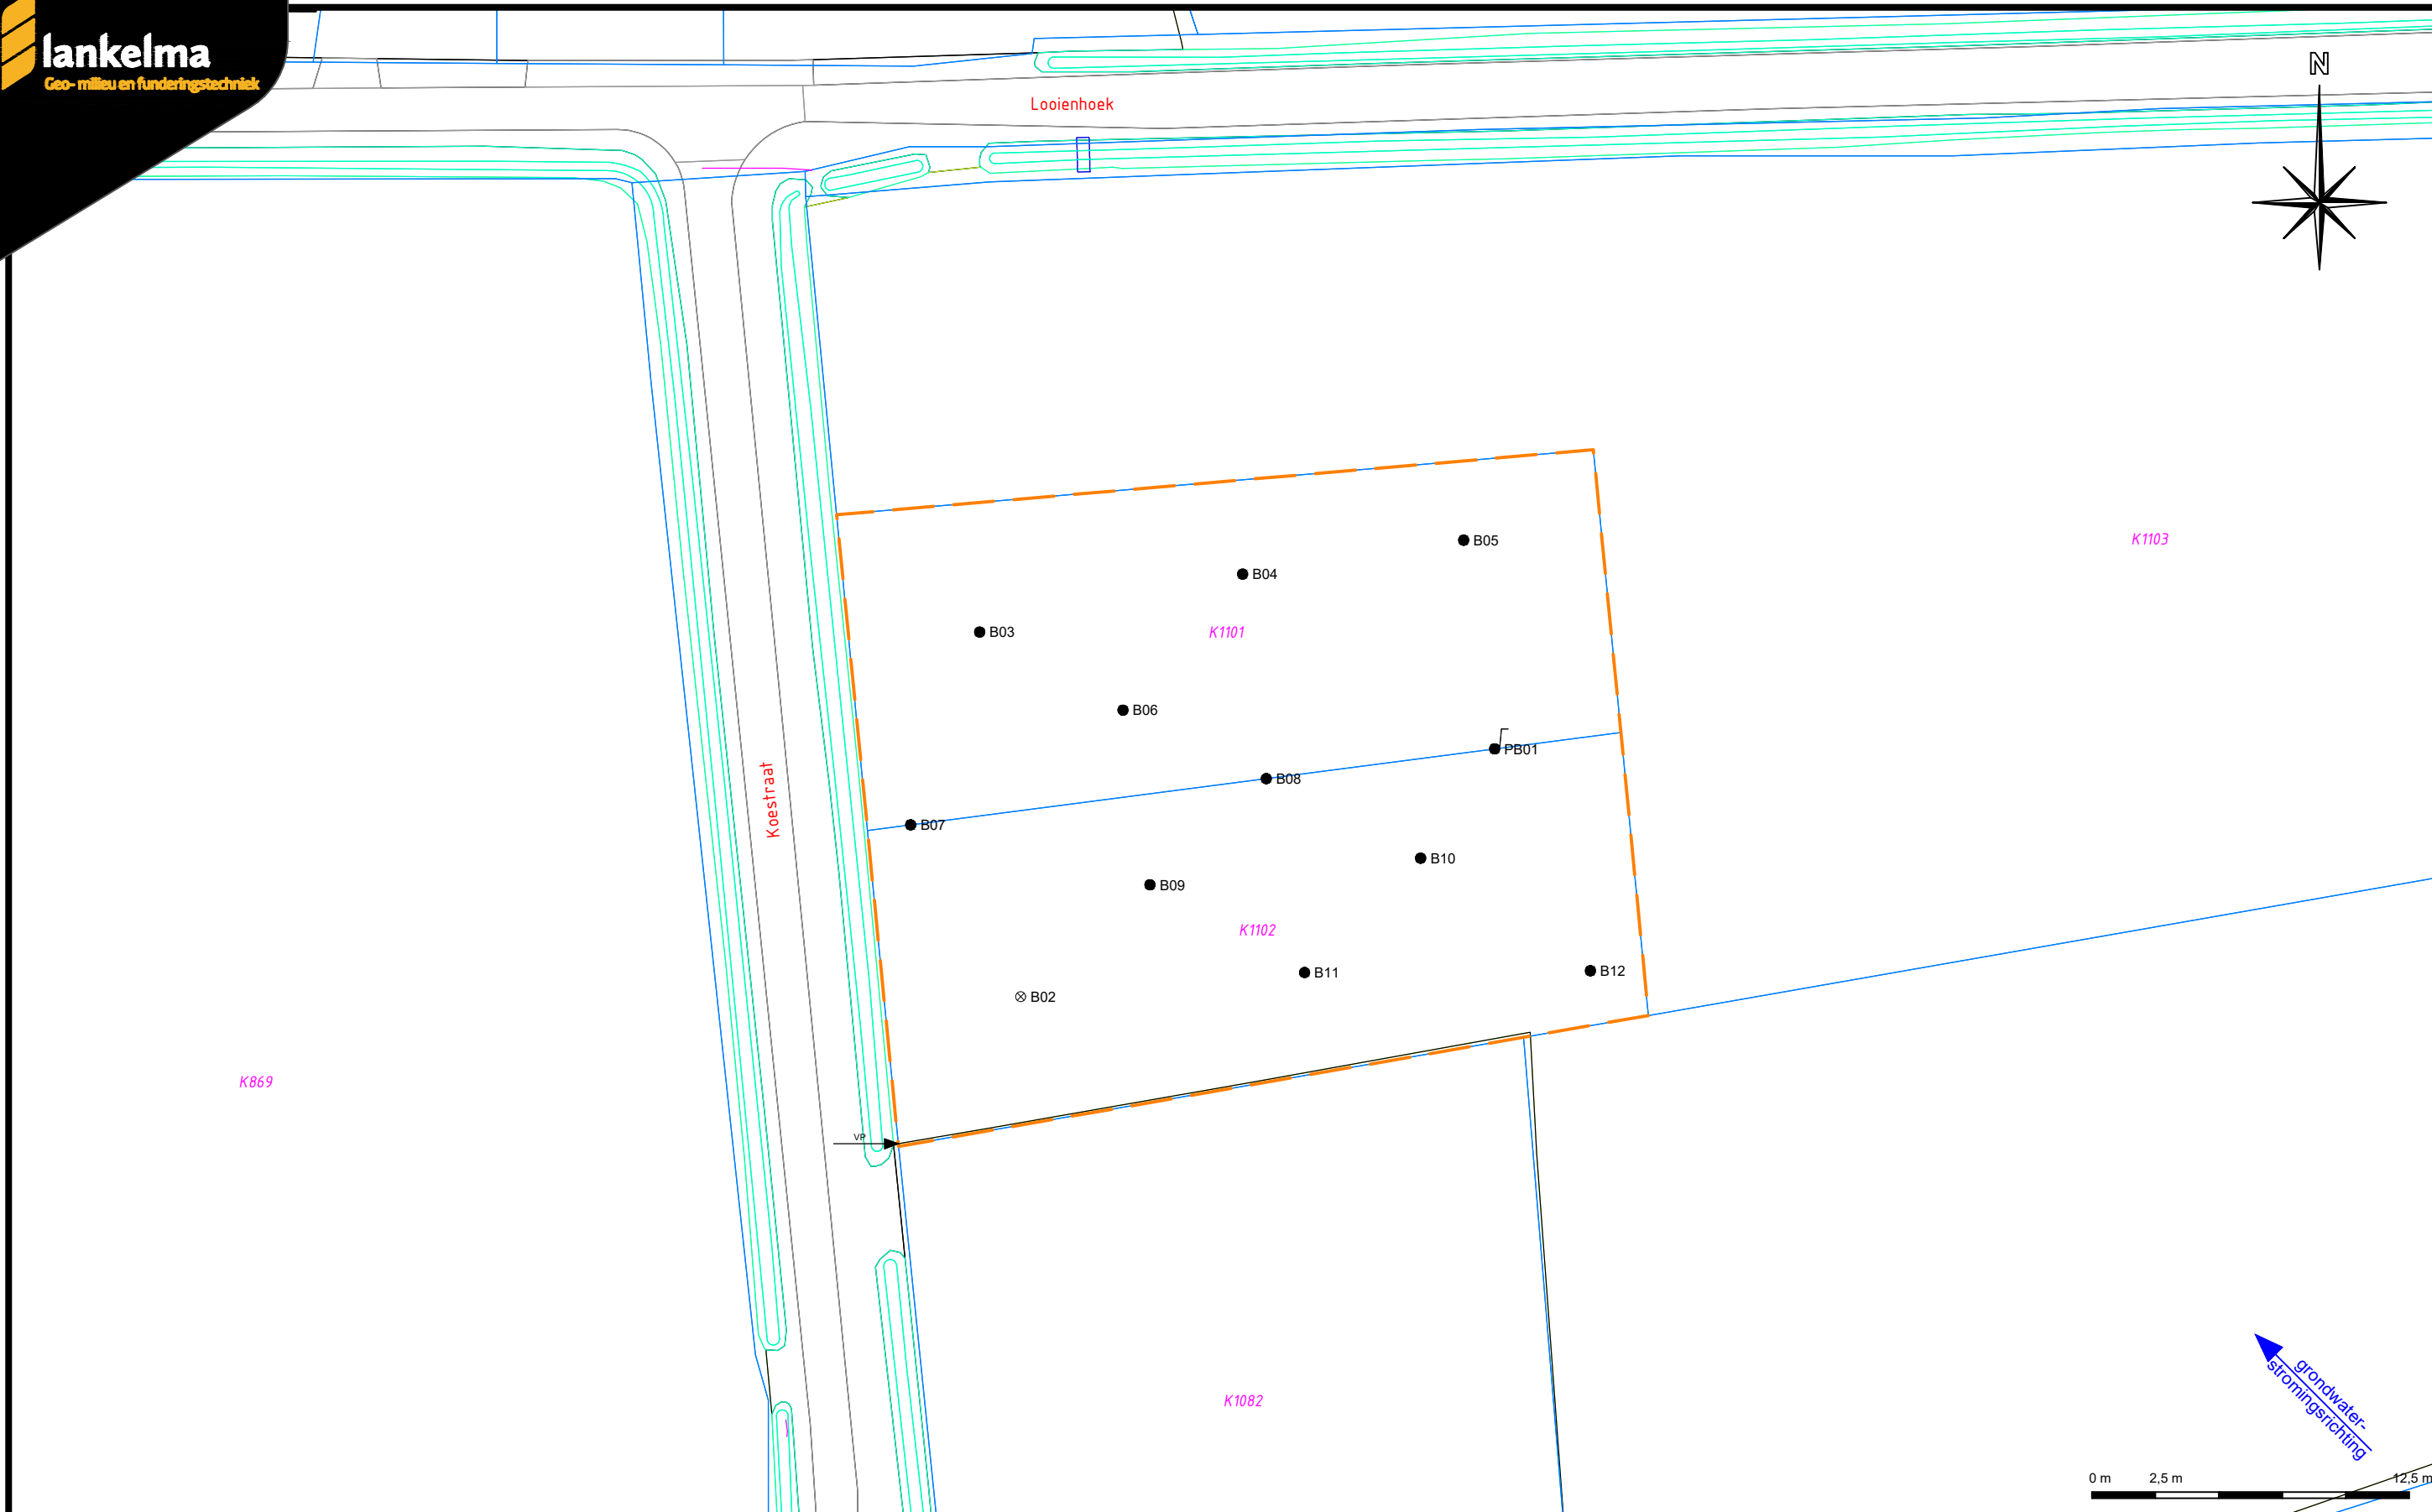 lankelma
Geo- milieu en funderingstechniek
N
Looienhoek
K1103
B05
B04
B03
K1101
B06
PB01
B08
Koestraat
B07
B10
B09
K1102
B11
B12
B02
K869
VP
K1082
grondwater-
stromingsrichting
0 m 2,5 m 12,5 m